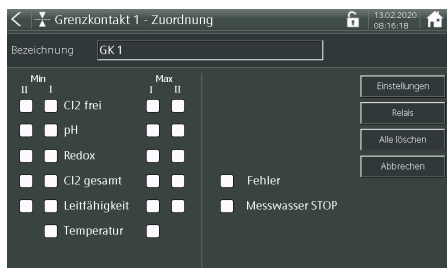 Grenzkontakt 1 - Zuordnung
13.02.2020
08:16:18
Bezeichnung GK 1
Min Max
II I I II
Cl2 frei
pH
Redox
Cl2 gesamt
Leitfähigkeit
Temperatur
Fehler
Messwasser STOP
Einstellungen
Relais
Alle löschen
Abbrechen